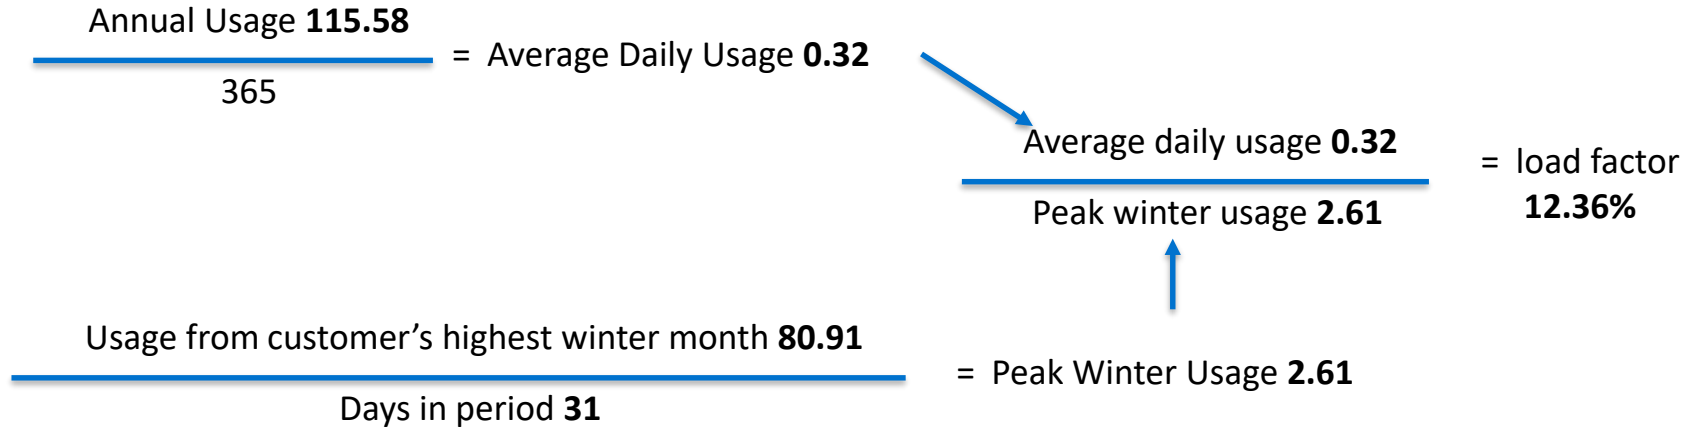 Annual Usage 115.58
365
= Average Daily Usage 0.32
Average daily usage 0.32
Peak winter usage 2.61
= load factor
12.36%
Usage from customer’s highest winter month 80.91
Days in period 31
= Peak Winter Usage 2.61